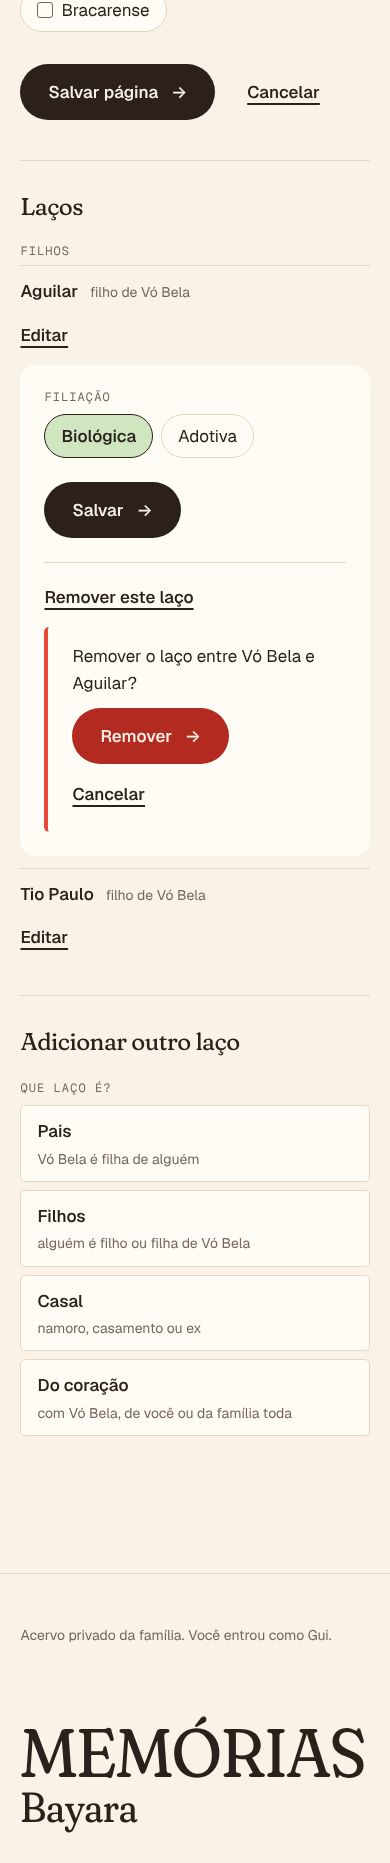 Bracarense
Salvar página →
Cancelar
Laços
FILHOS
Aguilar filho de Vó Bela
Editar
FILIAÇÃO
Biológica
Adotiva
Salvar →
Remover este laço
Remover o laço entre Vó Bela e
Aguilar?
Remover →
Cancelar
Tio Paulo filho de Vó Bela
Editar
Adicionar outro laço
QUE LAÇO É?
Pais
Vó Bela é filha de alguém
Filhos
alguém é filho ou filha de Vó Bela
Casal
namoro, casamento ou ex
Do coração
com Vó Bela, de você ou da família toda
Acervo privado da família. Você entrou como Gui.
MEMÓRIAS
Bayara